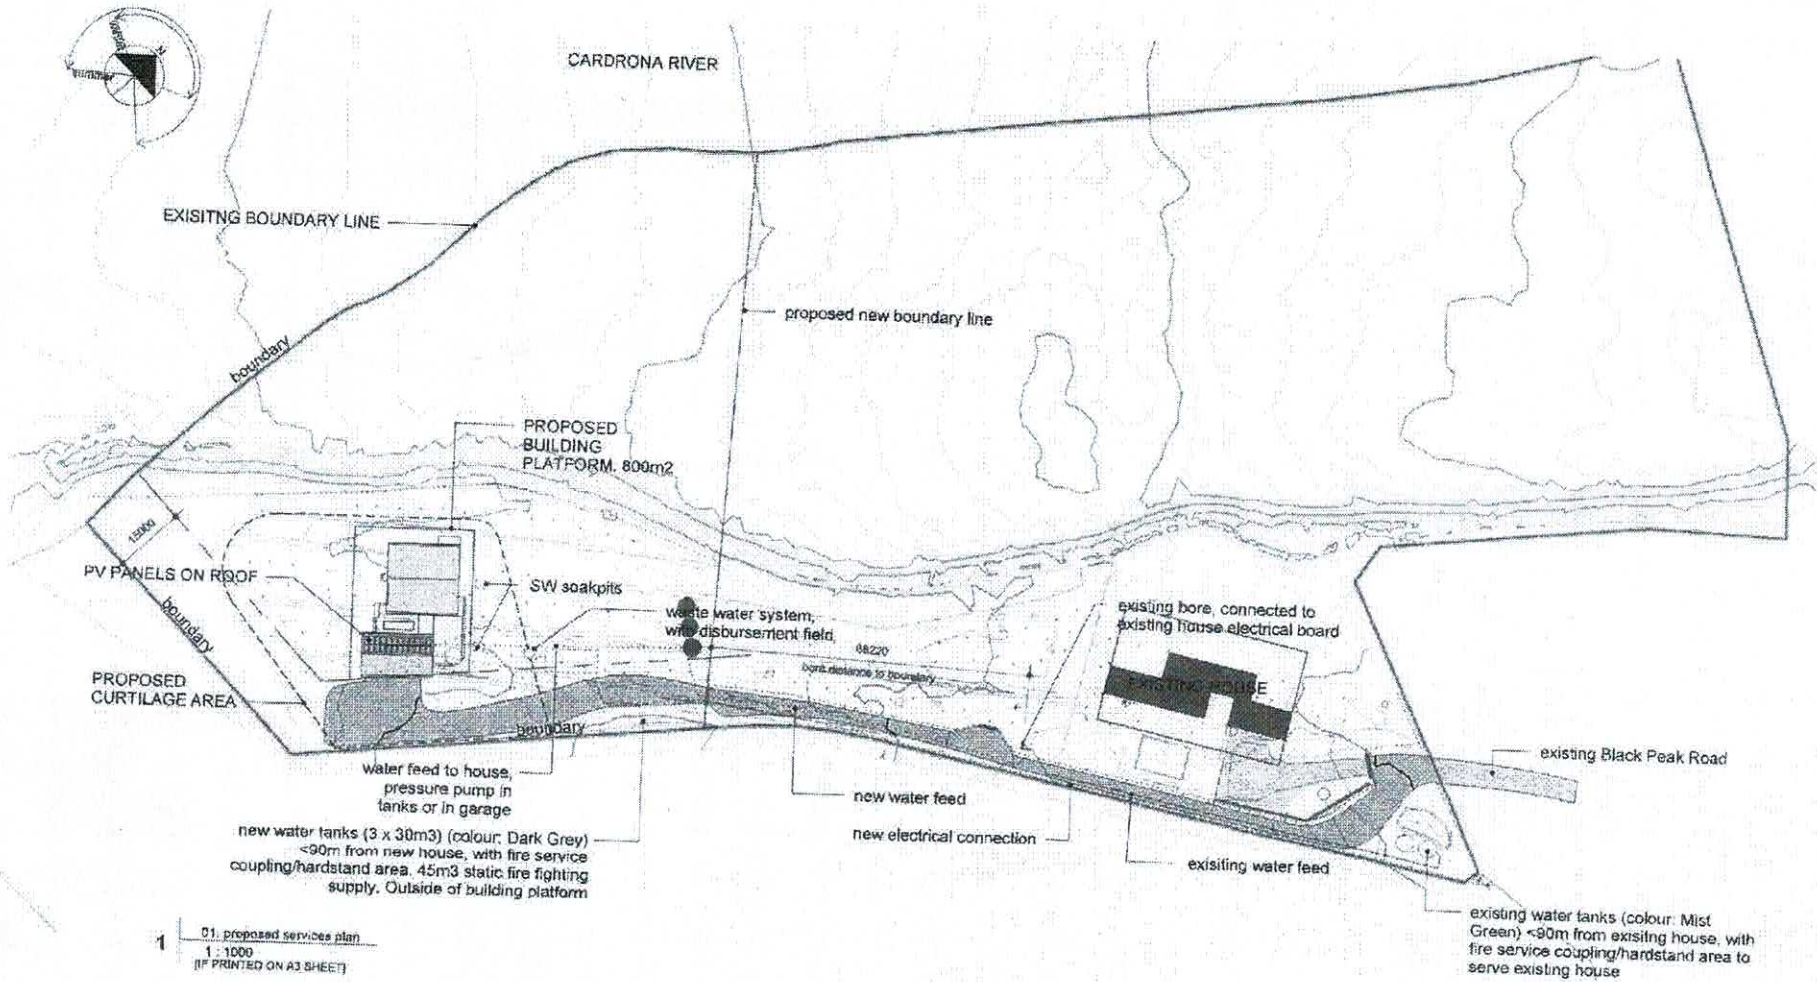 N
summer
CARDRONA RIVER
EXISITNG BOUNDARY LINE
proposed new boundary line
boundary
PROPOSED
BUILDING
PLATFORM. 800m2
15000
PV PANELS ON ROOF
boundary
SW soakpits
waste water system,
with disbursement field
existing bore, connected to
existing house electrical board
68220
bore distance to boundary
EXISTING HOUSE
PROPOSED
CURTILAGE AREA
boundary
existing Black Peak Road
water feed to house,
pressure pump in
tanks or in garage
new water feed
new electrical connection
exisiting water feed
new water tanks (3 x 30m3) (colour: Dark Grey)
<90m from new house, with fire service
coupling/hardstand area. 45m3 static fire fighting
supply. Outside of building platform
existing water tanks (colour: Mist
Green) <90m from exisitng house, with
fire service coupling/hardstand area to
serve existing house
1
01. proposed services plan
1 : 1000
[IF PRINTED ON A3 SHEET]